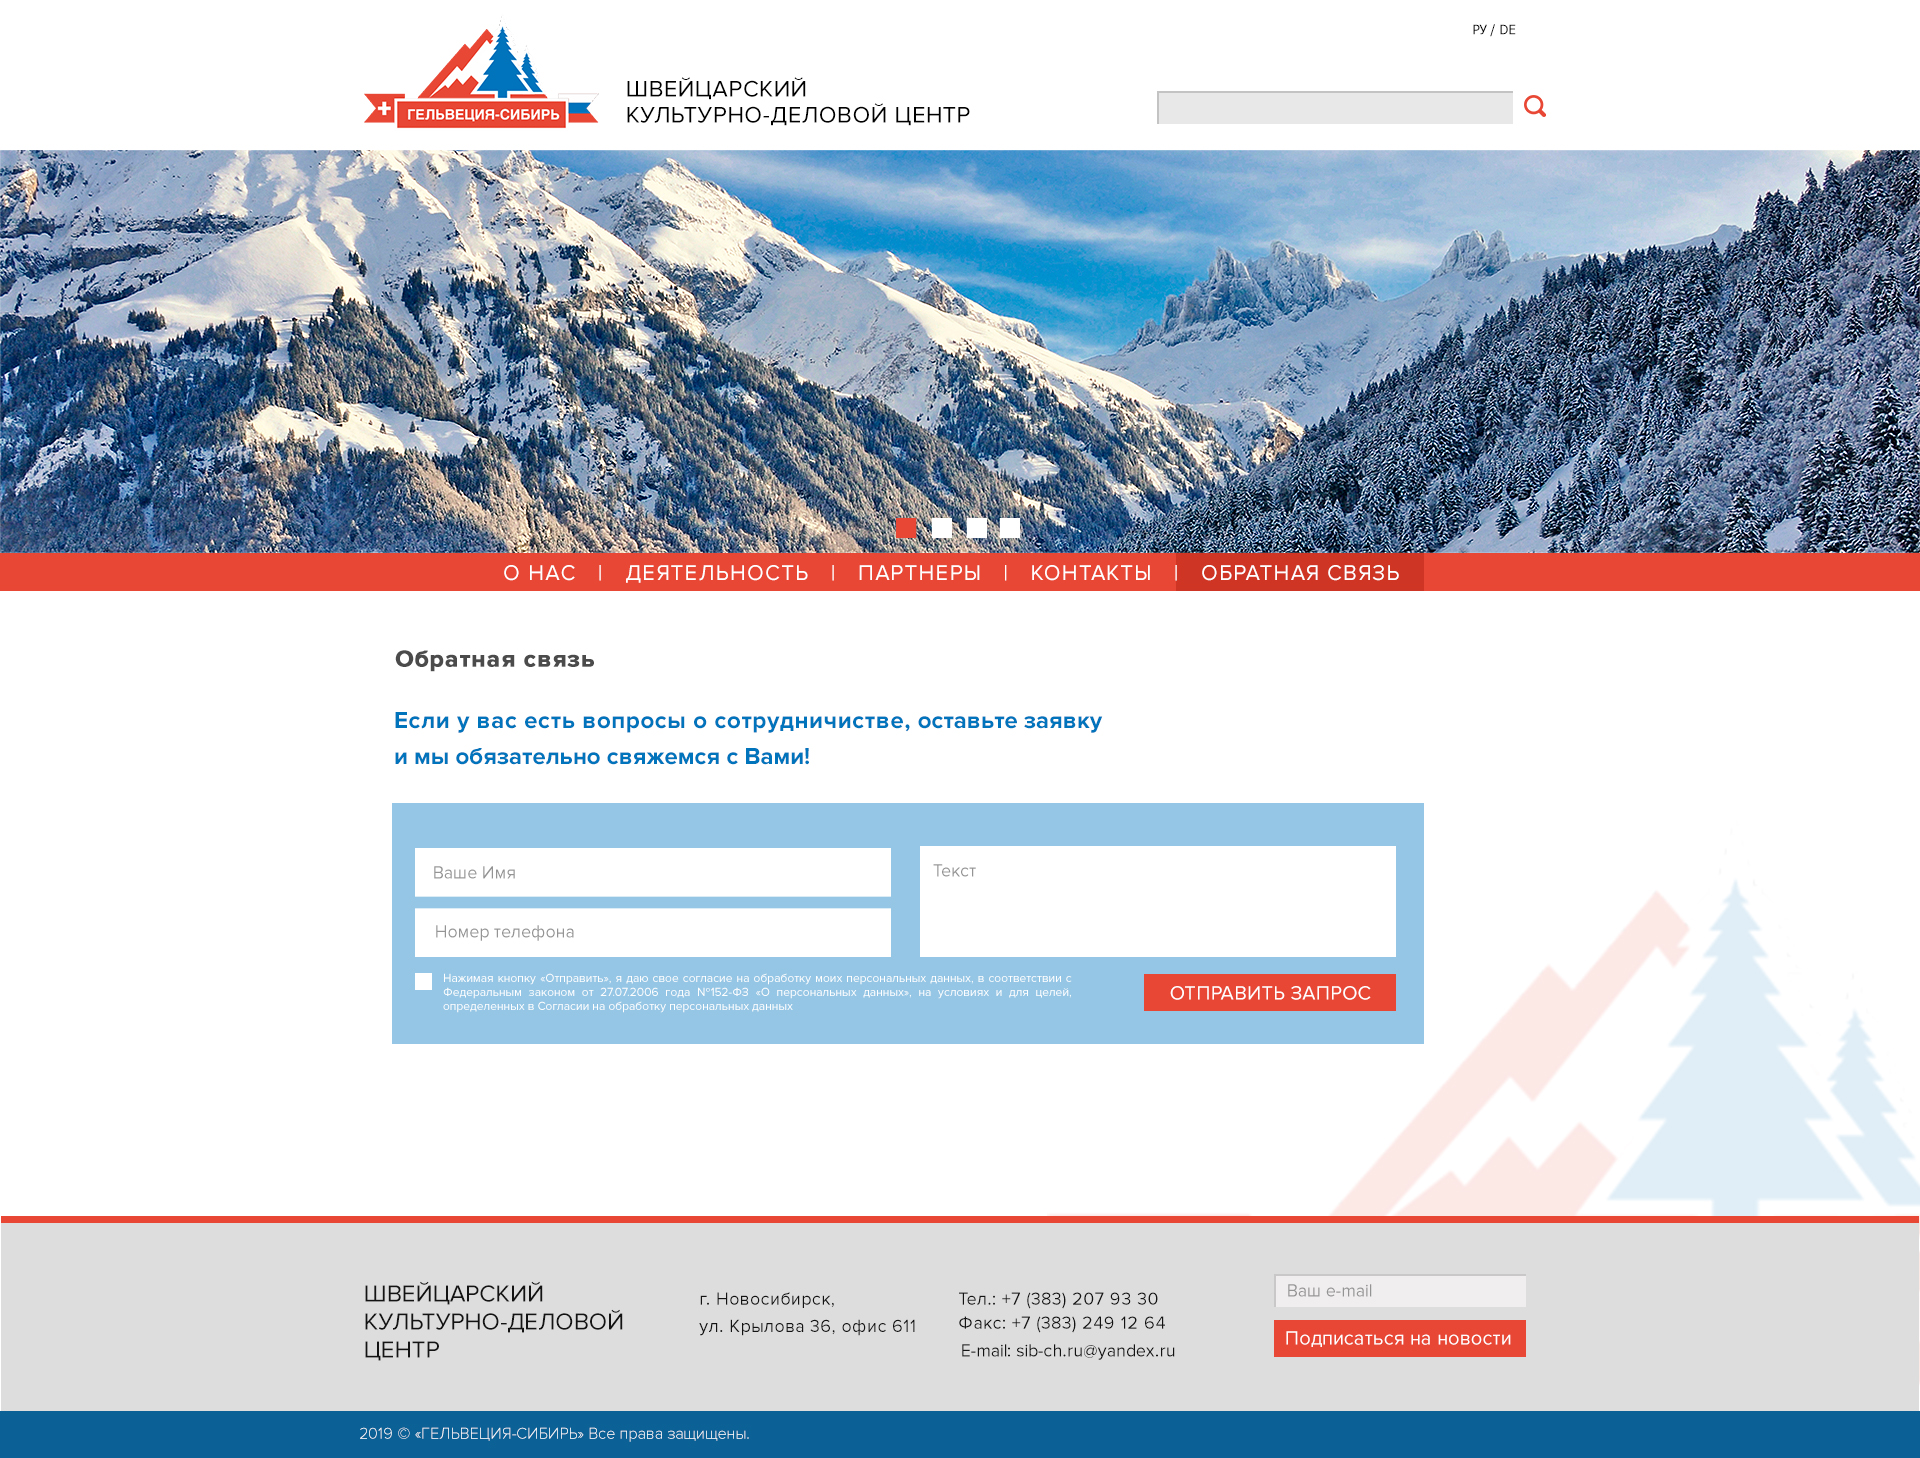 РУ / DE
ГЕЛЬВЕЦИЯ-СИБИРЬ
ШВЕЙЦАРСКИЙ
КУЛЬТУРНО-ДЕЛОВОЙ ЦЕНТР
О НАС | ДЕЯТЕЛЬНОСТЬ | ПАРТНЕРЫ | КОНТАКТЫ | ОБРАТНАЯ СВЯЗЬ
Обратная связь
Если у вас есть вопросы о сотрудничистве, оставьте заявку
и мы обязательно свяжемся с Вами!
Ваше Имя
Номер телефона
Текст
Нажимая кнопку «Отправить», я даю свое согласие на обработку моих персональных данных, в соответствии с
Федеральным законом от 27.07.2006 года №152-ФЗ «О персональных данных», на условиях и для целей,
определенных в Согласии на обработку персональных данных
ОТПРАВИТЬ ЗАПРОС
ШВЕЙЦАРСКИЙ
КУЛЬТУРНО-ДЕЛОВОЙ
ЦЕНТР
г. Новосибирск,
ул. Крылова 36, офис 611
Тел.: +7 (383) 207 93 30
Факс: +7 (383) 249 12 64
E-mail: sib-ch.ru@yandex.ru
Ваш e-mail
Подписаться на новости
2019 © «ГЕЛЬВЕЦИЯ-СИБИРЬ» Все права защищены.